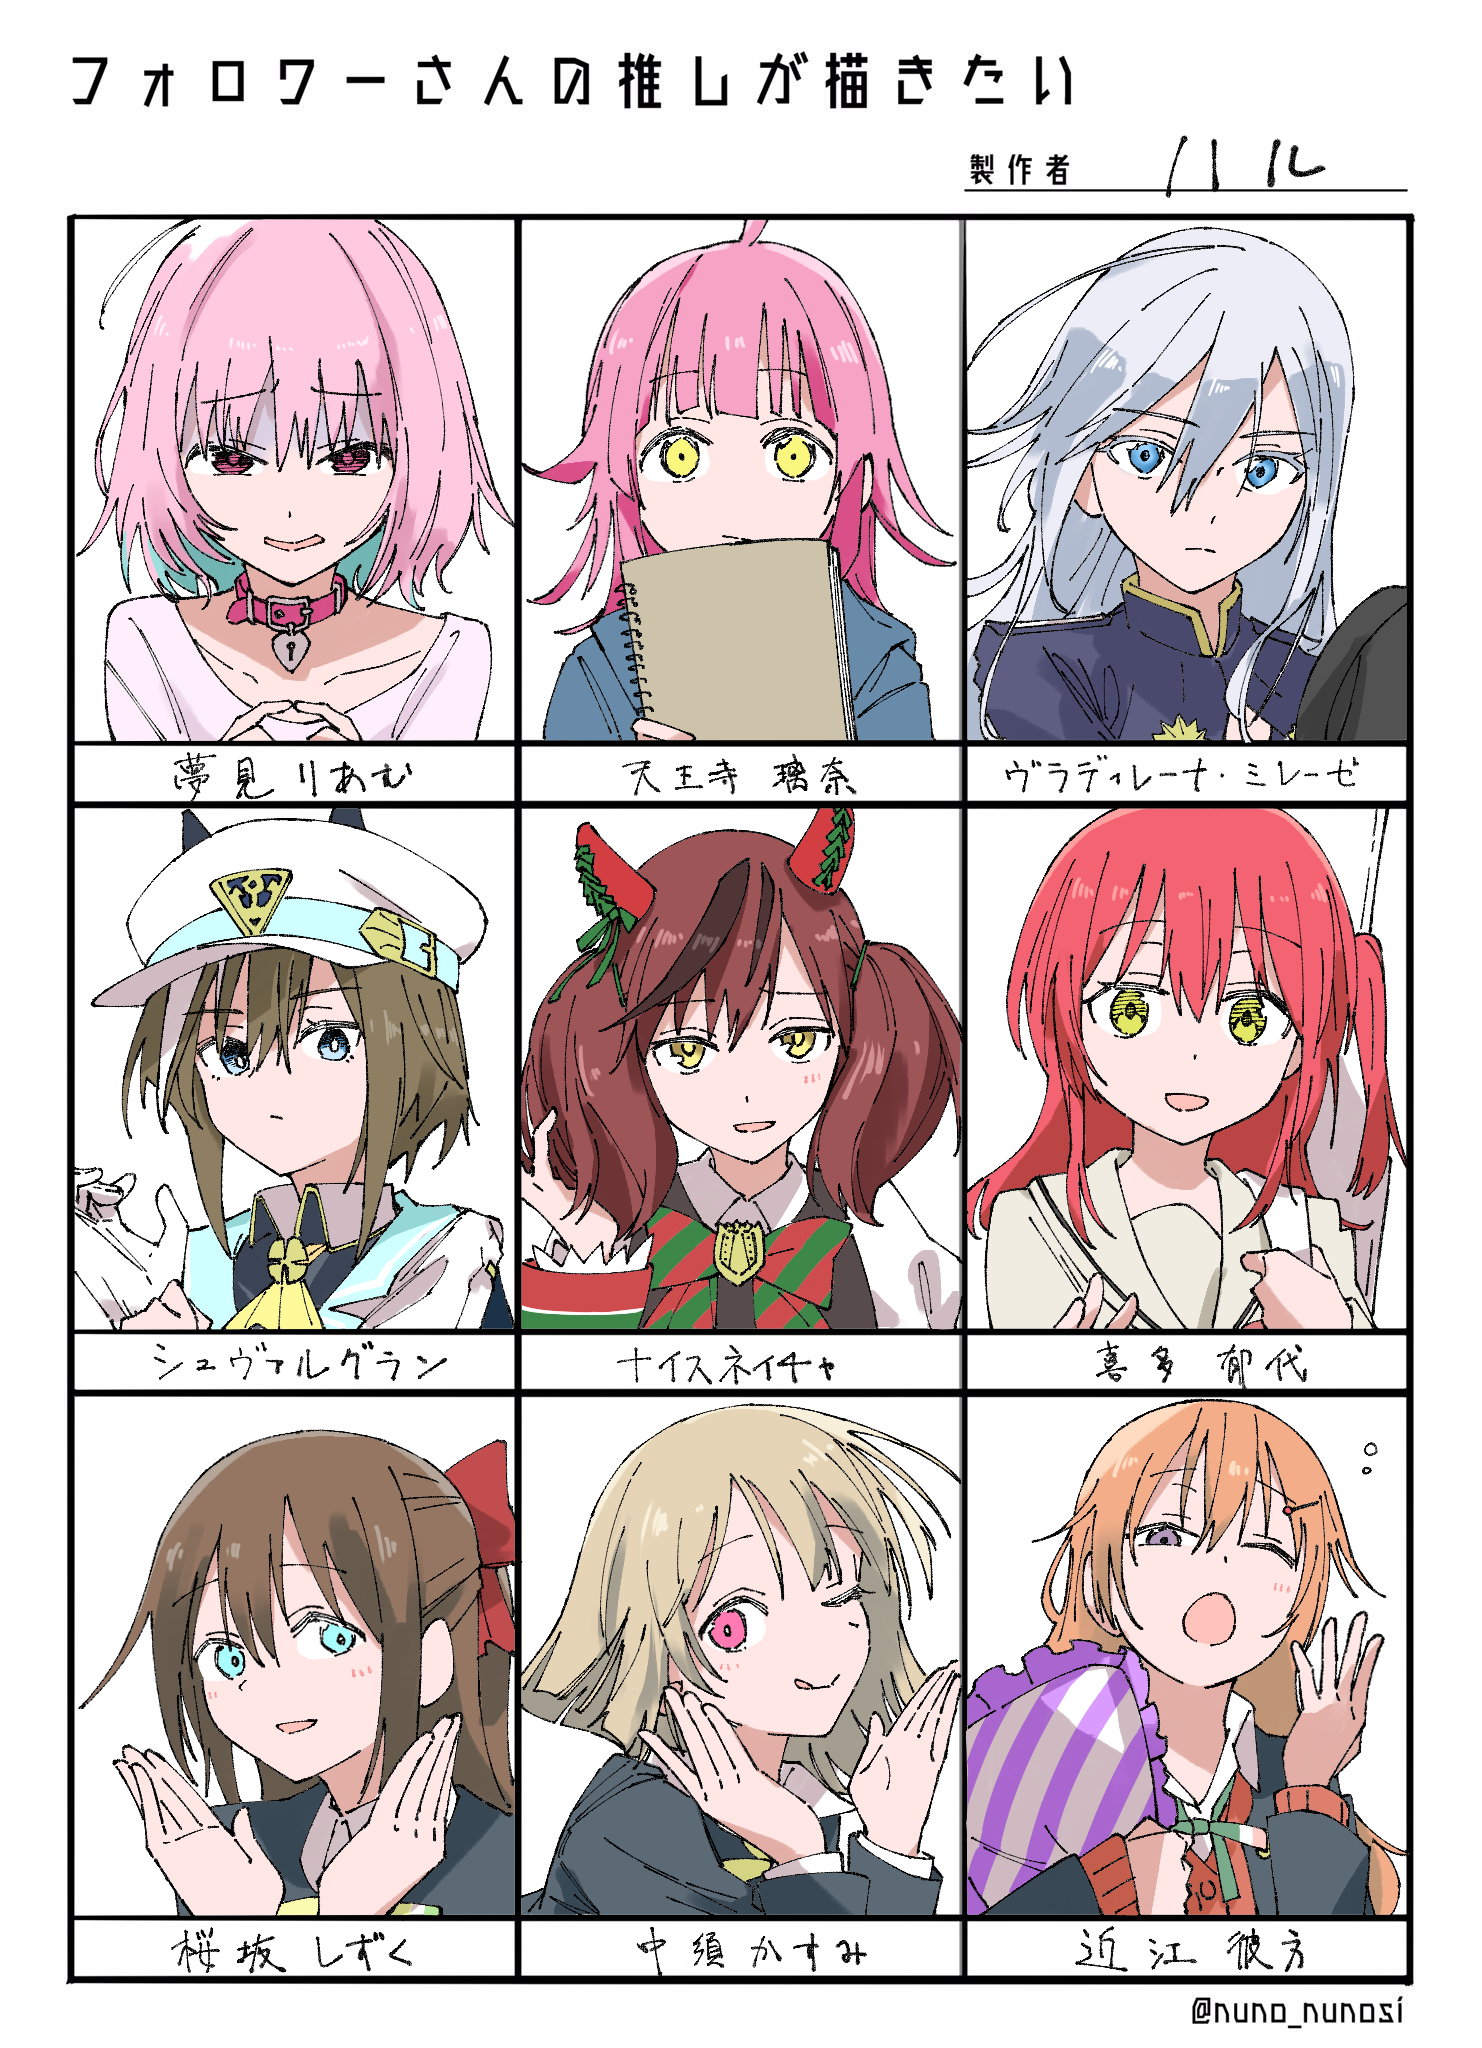 フォロワーさんの推しが描きたい
製作者 ハル
夢見りあむ
天王寺 璃奈
ヴラディレーナ・ミレーゼ
シュヴァルグラン
ナイスネイチャ
喜多 郁代
桜坂しずく
中須かすみ
近江彼方
@nuno_nunosi